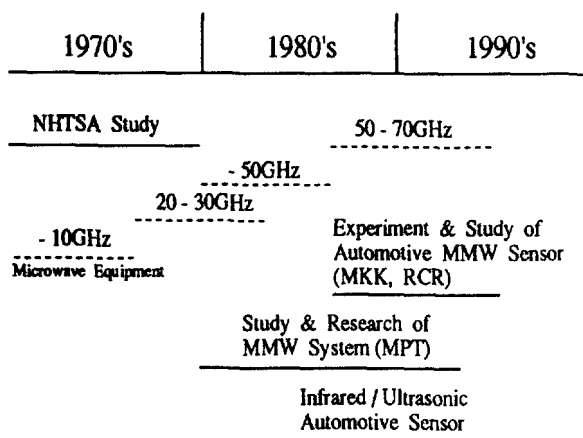 1970's 1980's 1990's
NHTSA Study
50 - 70GHz
- 50GHz
20 - 30GHz
- 10GHz
Microwave Equipment
Experiment & Study of
Automotive MMW Sensor
(MKK, RCR)
Study & Research of
MMW System (MPT)
Infrared / Ultrasonic
Automotive Sensor